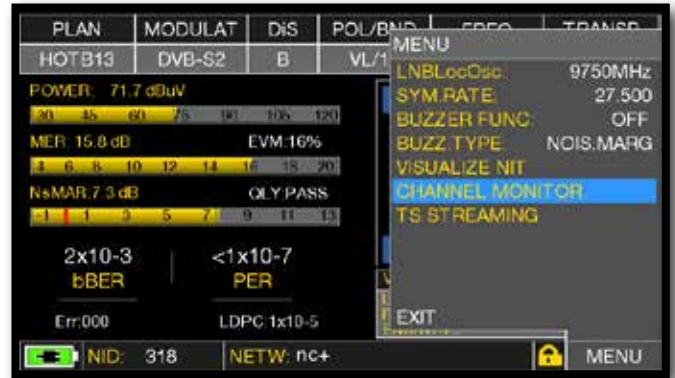 PLAN MODULAT DiS POL/BND FREQ TRANSP
HOTB13 DVB-S2 B VL/1
MENU
LNBLocOsc: 9750MHz
SYM.RATE: 27.500
BUZZER FUNC: OFF
BUZZ.TYPE: NOIS.MARG
VISUALIZE NIT
CHANNEL MONITOR
TS STREAMING
EXIT
POWER: 71.7 dBuV
30 45 60 75 90 105 120
MER: 15.8 dB EVM:16%
4 6 8 10 12 14 16 18 20
NsMAR:7.3 dB QLY:PASS
-1 1 3 5 7 9 11 13
2x10-3 <1x10-7
bBER PER
Err:000 LDPC:1x10-5
NID: 318 NETW: nc+ MENU